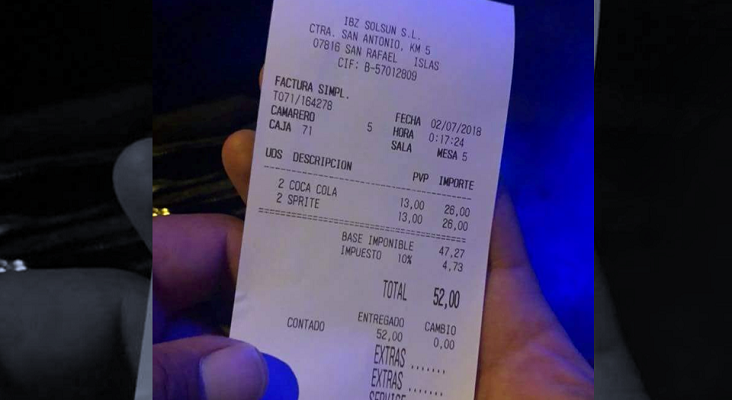 IBZ SOLSUN S.L.
CTRA. SAN ANTONIO, KM 5
07816 SAN RAFAEL ISLAS
CIF: B-57012809
FACTURA SIMPL.
T071/164278
FECHA 02/07/2018
CAMARERO 5 HORA 0:17:24
CAJA 71 SALA MESA 5
UDS DESCRIPCION PVP IMPORTE
2 COCA COLA 13,00 26,00
2 SPRITE 13,00 26,00
BASE IMPONIBLE 47,27
IMPUESTO 10% 4,73
TOTAL 52,00
ENTREGADO CAMBIO
CONTADO 52,00 0,00
EXTRAS .......
EXTRAS .......